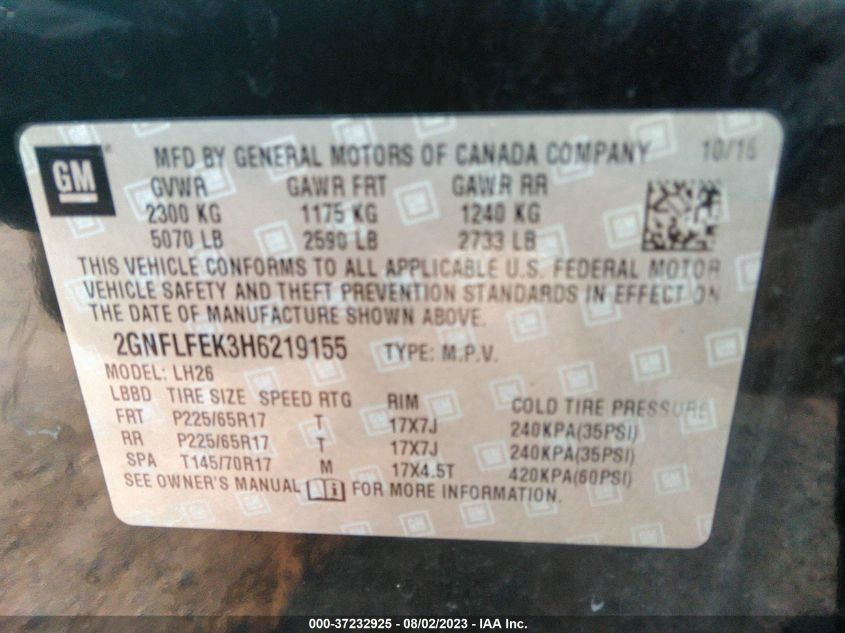 GM
MFD BY GENERAL MOTORS OF CANADA COMPANY 10/16
GVWR GAWR FRT GAWR RR
2300 KG 1175 KG 1240 KG
5070 LB 2590 LB 2733 LB
THIS VEHICLE CONFORMS TO ALL APPLICABLE U.S. FEDERAL MOTOR
VEHICLE SAFETY AND THEFT PREVENTION STANDARDS IN EFFECT ON
THE DATE OF MANUFACTURE SHOWN ABOVE.
2GNFLFEK3H6219155 TYPE: M.P.V.
MODEL: LH26
LBBD TIRE SIZE SPEED RTG RIM COLD TIRE PRESSURE
FRT P225/65R17 T 17X7J 240KPA(35PSI)
RR P225/65R17 T 17X7J 240KPA(35PSI)
SPA T145/70R17 M 17X4.5T 420KPA(60PSI)
SEE OWNER'S MANUAL FOR MORE INFORMATION.
000-37232925 - 08/02/2023 - IAA Inc.